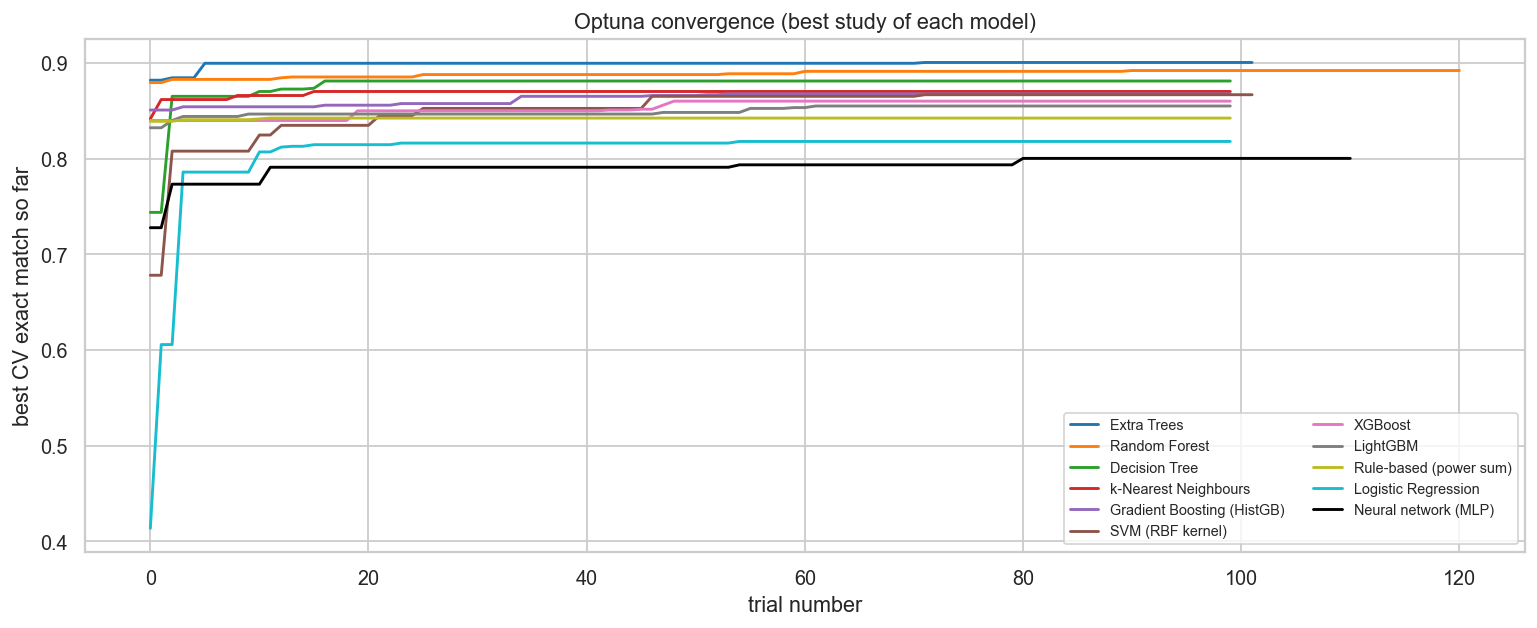 Optuna convergence (best study of each model)
best CV exact match so far
0.9
0.8
0.7
0.6
0.5
0.4
0
20
40
60
80
100
120
trial number
Extra Trees
Random Forest
Decision Tree
k-Nearest Neighbours
Gradient Boosting (HistGB)
SVM (RBF kernel)
XGBoost
LightGBM
Rule-based (power sum)
Logistic Regression
Neural network (MLP)